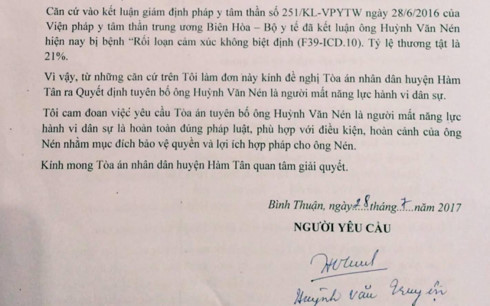 Căn cứ vào kết luận giám định pháp y tâm thần số 251/KL-VPYTW ngày 28/6/2016 của
Viện pháp y tâm thần trung ương Biên Hòa – Bộ y tế đã kết luận ông Huỳnh Văn Nén
hiện nay bị bệnh “Rối loạn cảm xúc không biệt định (F39-ICD.10). Tỷ lệ thương tật là
21%.
Vì vậy, từ những căn cứ trên Tôi làm đơn này kính đề nghị Tòa án nhân dân huyện Hàm
Tân ra Quyết định tuyên bố ông Huỳnh Văn Nén là người mất năng lực hành vi dân sự.
Tôi cam đoan việc yêu cầu Tòa án tuyên bố ông Huỳnh Văn Nén là người mất năng lực
hành vi dân sự là hoàn toàn đúng pháp luật, phù hợp với điều kiện, hoàn cảnh của ông
Nén nhằm mục đích bảo vệ quyền và lợi ích hợp pháp cho ông Nén.
Kính mong Tòa án nhân dân huyện Hàm Tân quan tâm giải quyết.
Bình Thuận, ngày 28 tháng 7 năm 2017
NGƯỜI YÊU CẦU
Huỳnh Văn Truyện